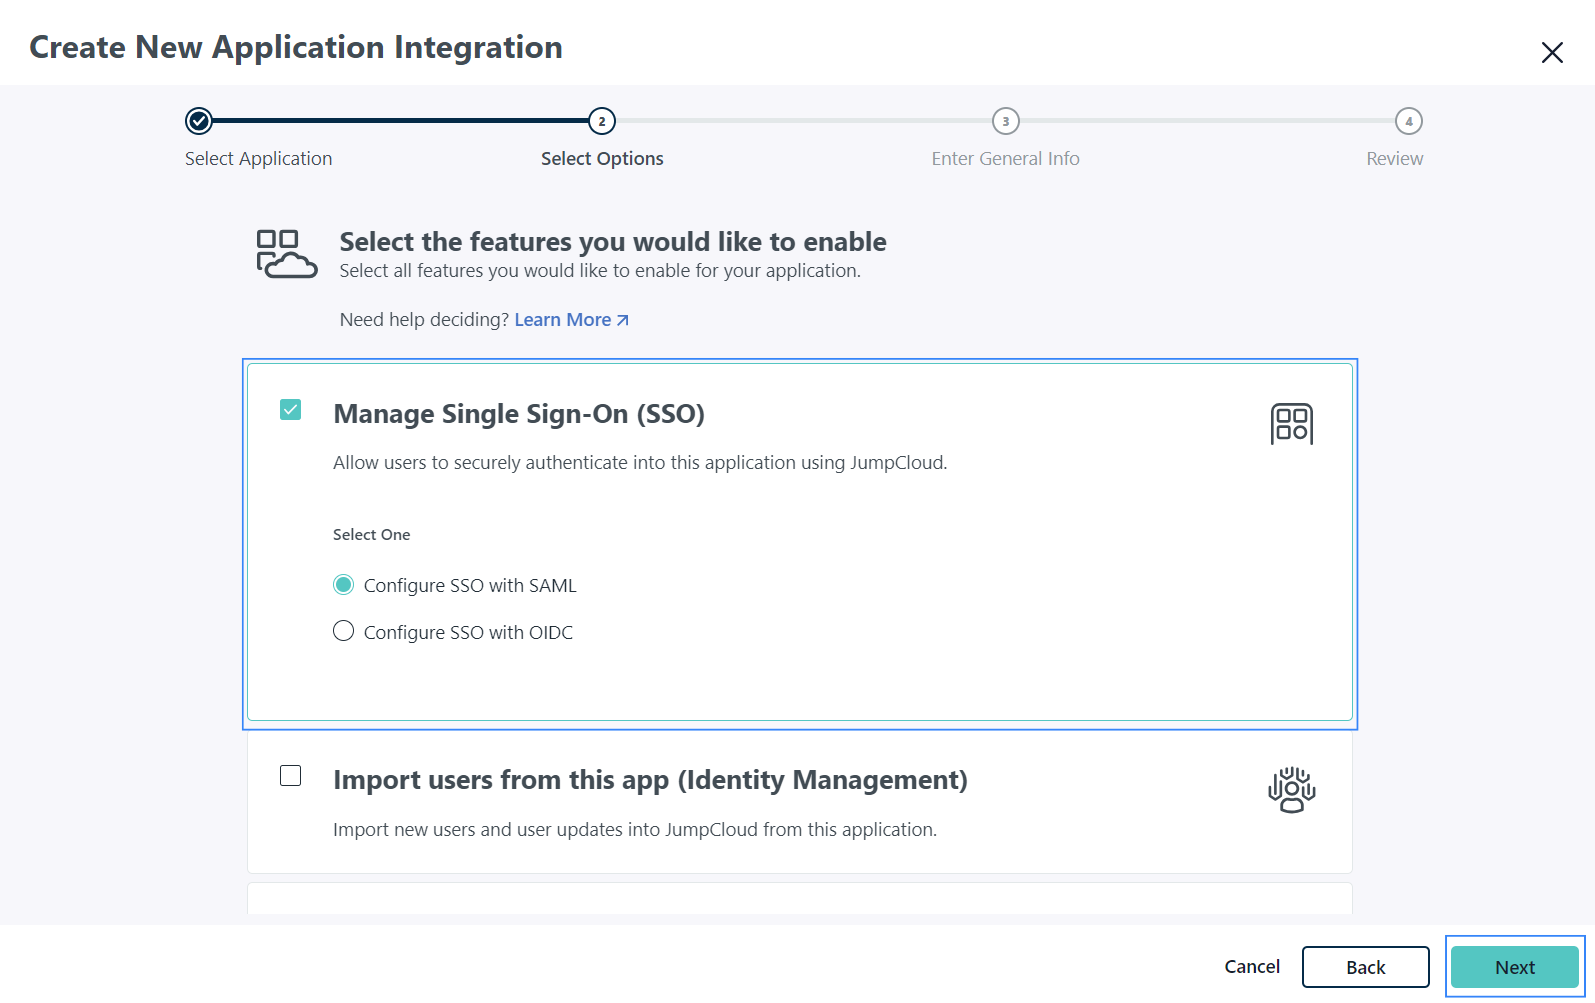 Create New Application Integration
2
3
4
Select Application
Select Options
Enter General Info
Review
Select the features you would like to enable
Select all features you would like to enable for your application.
Need help deciding? Learn More
Manage Single Sign-On (SSO)
Allow users to securely authenticate into this application using JumpCloud.
Select One
Configure SSO with SAML
Configure SSO with OIDC
Import users from this app (Identity Management)
Import new users and user updates into JumpCloud from this application.
Cancel
Back
Next